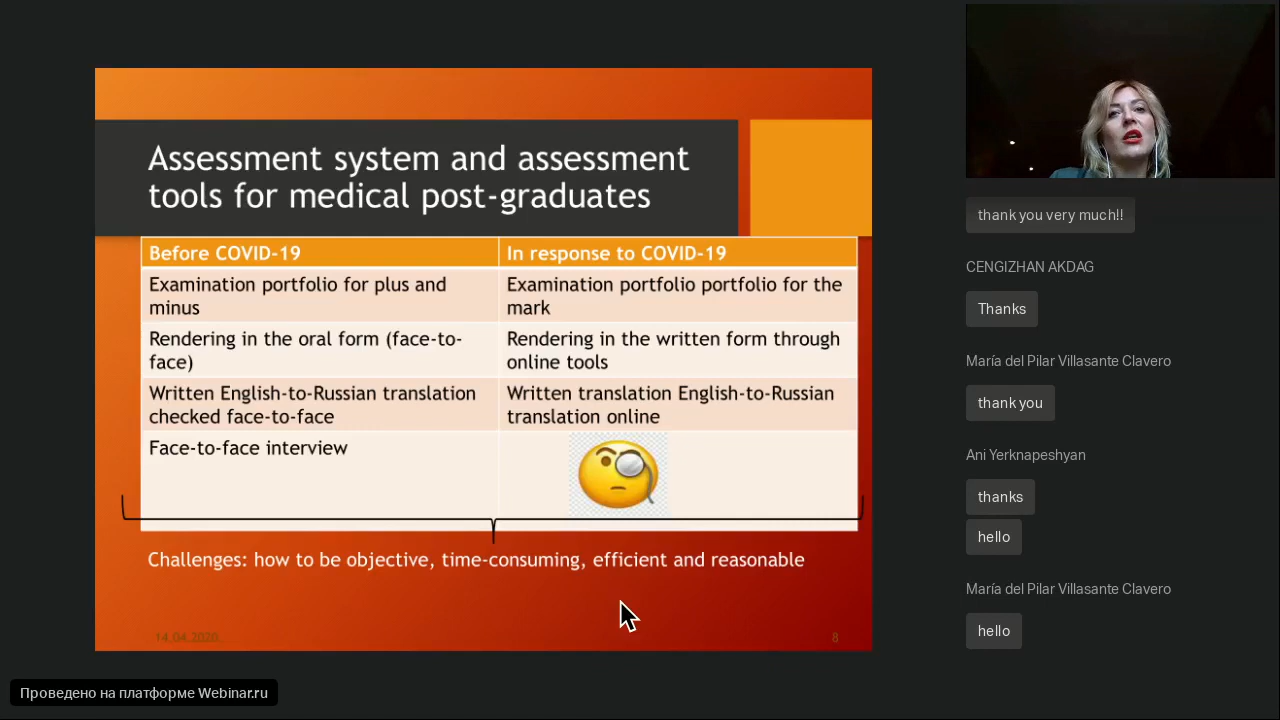 Assessment system and assessment
tools for medical post-graduates
Before COVID-19
In response to COVID-19
Examination portfolio for plus and
minus
Examination portfolio portfolio for the
mark
Rendering in the oral form (face-to-
face)
Rendering in the written form through
online tools
Written English-to-Russian translation
checked face-to-face
Written translation English-to-Russian
translation online
Face-to-face interview
Challenges: how to be objective, time-consuming, efficient and reasonable
14.04.2020
8
thank you very much!!
CENGIZHAN AKDAG
Thanks
María del Pilar Villasante Clavero
thank you
Ani Yerknapeshyan
thanks
hello
María del Pilar Villasante Clavero
hello
Проведено на платформе Webinar.ru